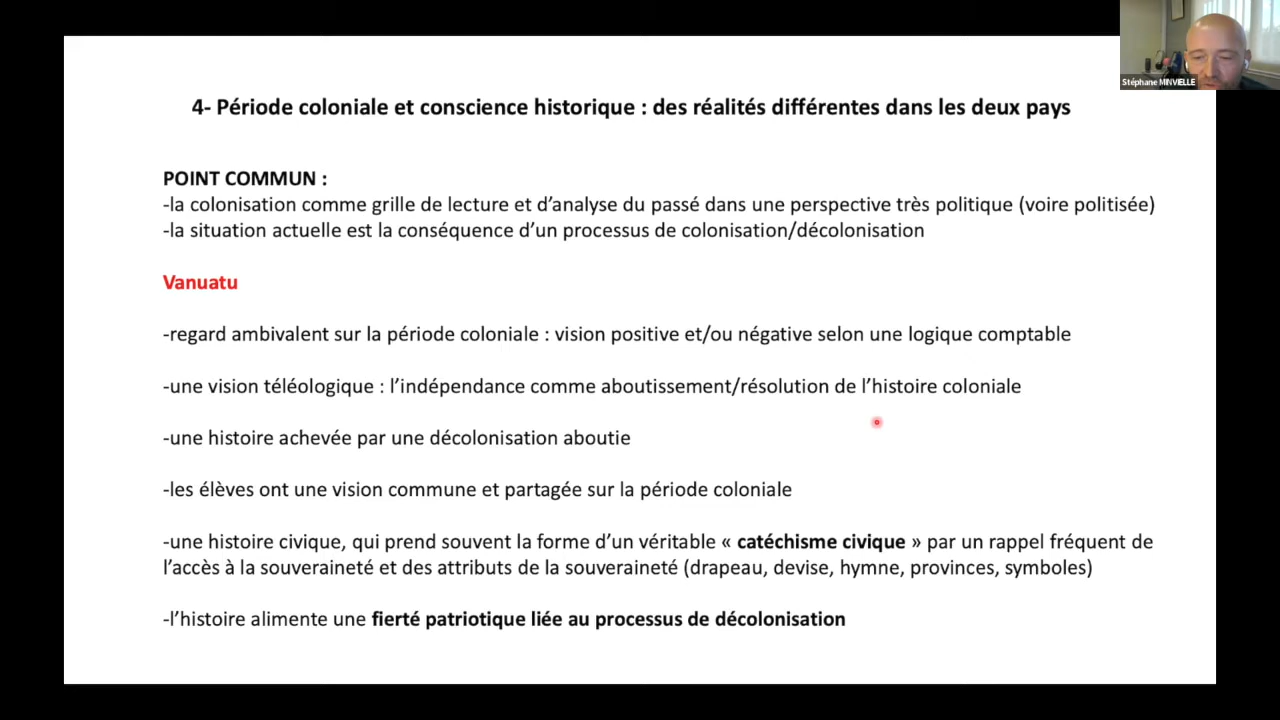 Stéphane MINVIELLE
4- Période coloniale et conscience historique : des réalités différentes dans les deux pays
POINT COMMUN :
-la colonisation comme grille de lecture et d’analyse du passé dans une perspective très politique (voire politisée)
-la situation actuelle est la conséquence d’un processus de colonisation/décolonisation
Vanuatu
-regard ambivalent sur la période coloniale : vision positive et/ou négative selon une logique comptable
-une vision téléologique : l’indépendance comme aboutissement/résolution de l’histoire coloniale
-une histoire achevée par une décolonisation aboutie
-les élèves ont une vision commune et partagée sur la période coloniale
-une histoire civique, qui prend souvent la forme d’un véritable « catéchisme civique » par un rappel fréquent de
l’accès à la souveraineté et des attributs de la souveraineté (drapeau, devise, hymne, provinces, symboles)
-l’histoire alimente une fierté patriotique liée au processus de décolonisation